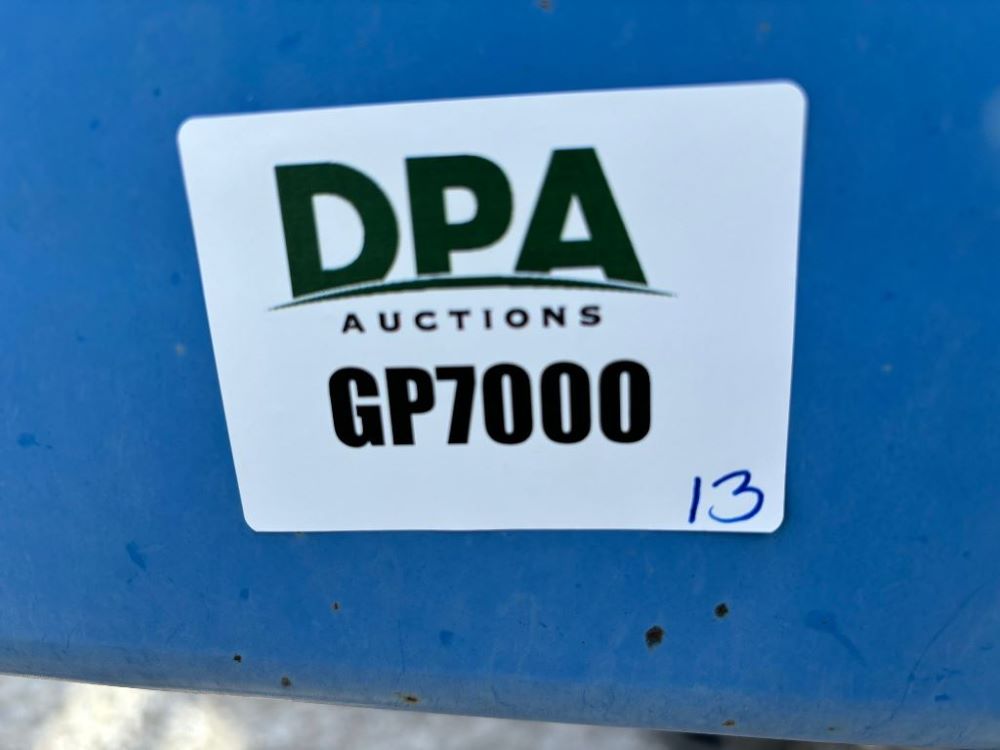 DPA
AUCTIONS
GP7000
13